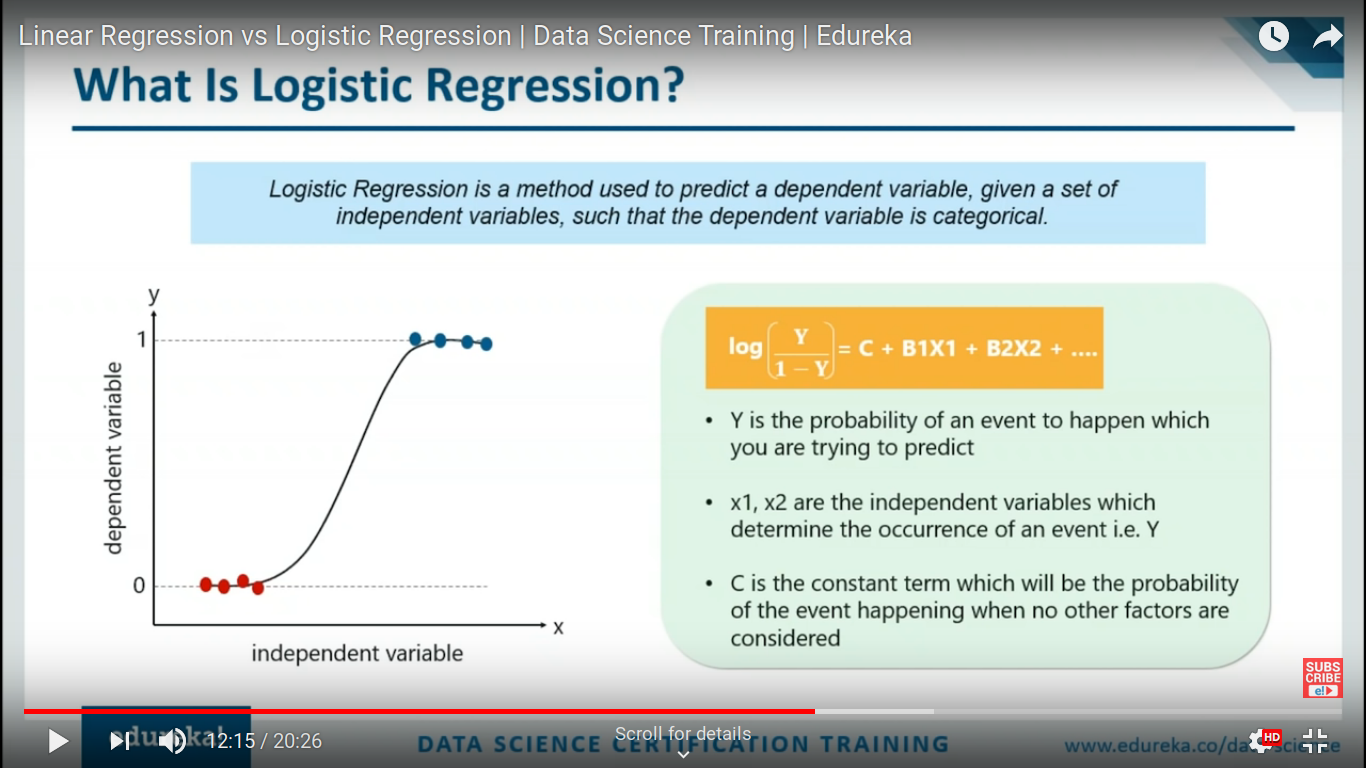 Linear Regression vs Logistic Regression | Data Science Training | Edureka
What Is Logistic Regression?
Logistic Regression is a method used to predict a dependent variable, given a set of
independent variables, such that the dependent variable is categorical.
y
1
dependent variable
0
x
independent variable
log(Y / 1 − Y) = C + B1X1 + B2X2 + ....
• Y is the probability of an event to happen which
you are trying to predict
• x1, x2 are the independent variables which
determine the occurrence of an event i.e. Y
• C is the constant term which will be the probability
of the event happening when no other factors are
considered
SUBS
CRIBE
e!
edureka!
12:15 / 20:26
Scroll for details
HD
DATA SCIENCE CERTIFICATION TRAINING
www.edureka.co/data-science